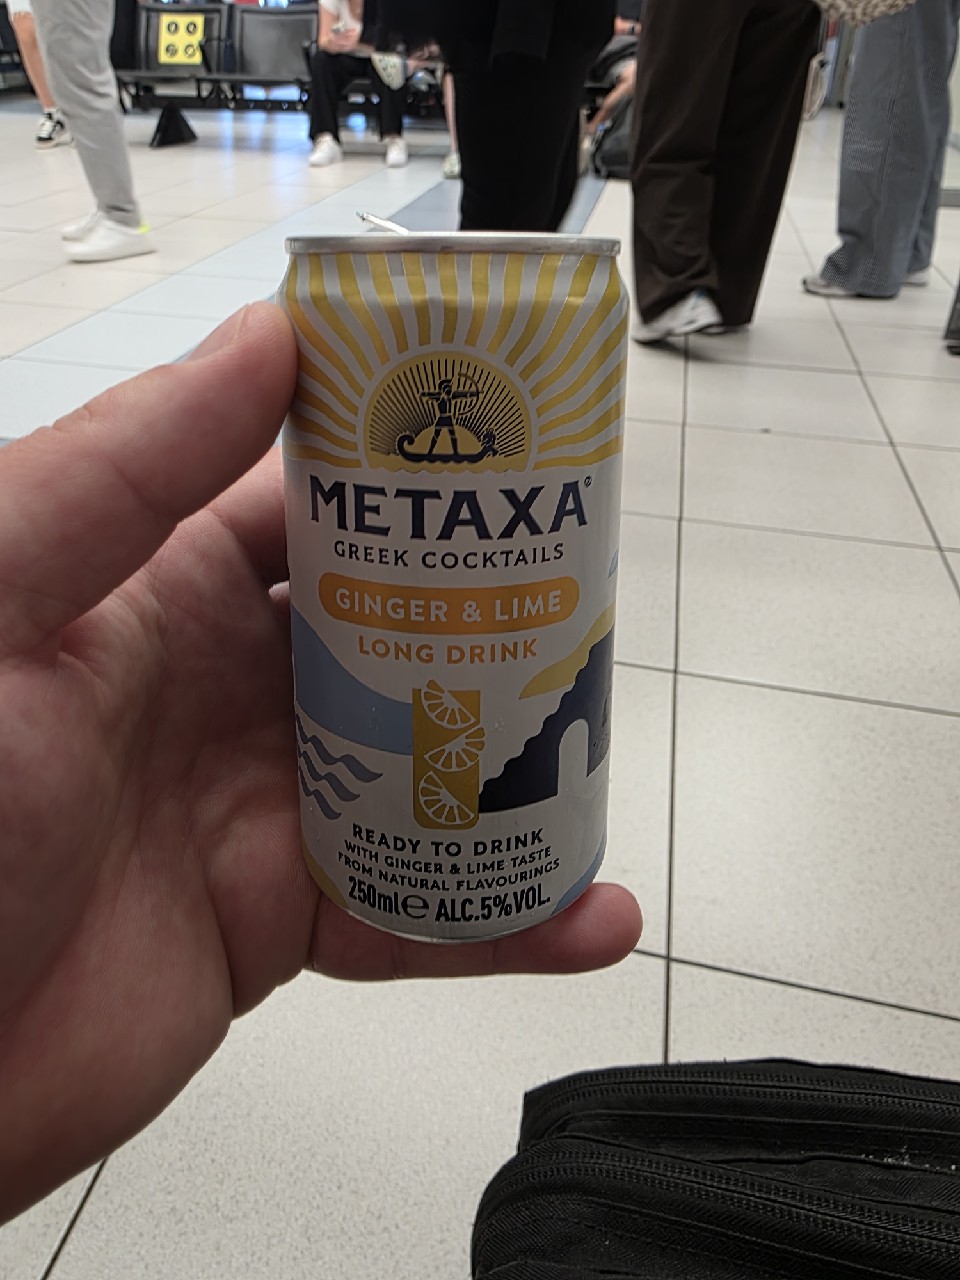 METAXA®
GREEK COCKTAILS
GINGER & LIME
LONG DRINK
READY TO DRINK
WITH GINGER & LIME TASTE
FROM NATURAL FLAVOURINGS
250ml℮ ALC.5%VOL.